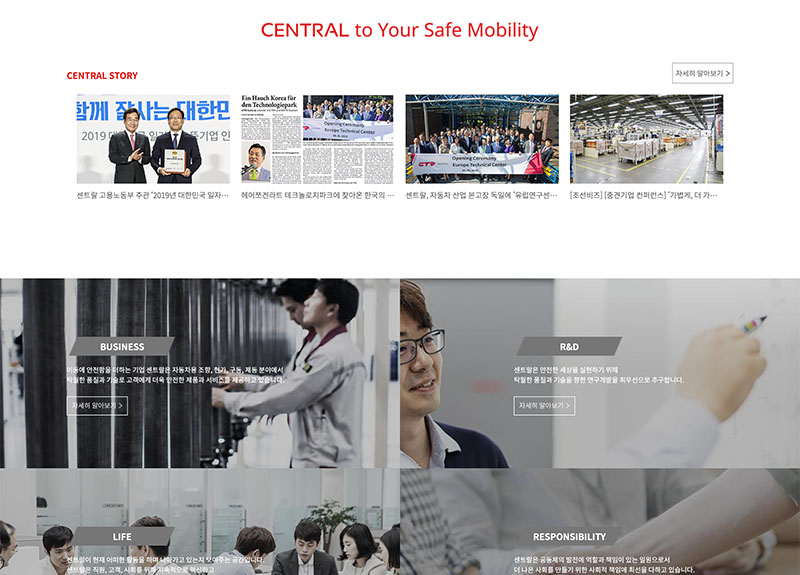 CENTRAL to Your Safe Mobility
CENTRAL STORY
자세히 알아보기 >
함께 잘사는 대한민
2019
Ein Hauch Korea für
den Technologiepark
Opening Ceremony
Europe Technical Center
CTR
Opening Ceremony
Europe Technical Center
센트랄 고용노동부 주관 '2019년 대한민국 일자…
헤어쪼겐라트 테크놀로지파크에 찾아온 한국의 …
센트랄, 자동차 산업 본고장 독일에 '유럽연구센…
[조선비즈] [중견기업 컨퍼런스] "가볍게, 더 가…
BUSINESS
이동에 안전함을 더하는 기업 센트랄은 자동차용 조향, 현가, 구동, 제동 분야에서
탁월한 품질과 기술로 고객에게 더욱 안전한 제품과 서비스를 제공하고 있습니다.
자세히 알아보기 >
R&D
센트랄은 안전한 세상을 실현하기 위해
탁월한 품질과 기술을 향한 연구개발을 최우선으로 추구합니다.
자세히 알아보기 >
LIFE
센트랄이 현재 어떠한 활동을 하며 나아가고 있는지 보여주는 공간입니다.
센트랄은 직원, 고객, 사회를 위해 지속적으로 혁신하고
RESPONSIBILITY
센트랄은 공동체의 발전에 역할과 책임이 있는 일원으로서
더 나은 사회를 만들기 위한 사회적 책임에 최선을 다하고 있습니다.